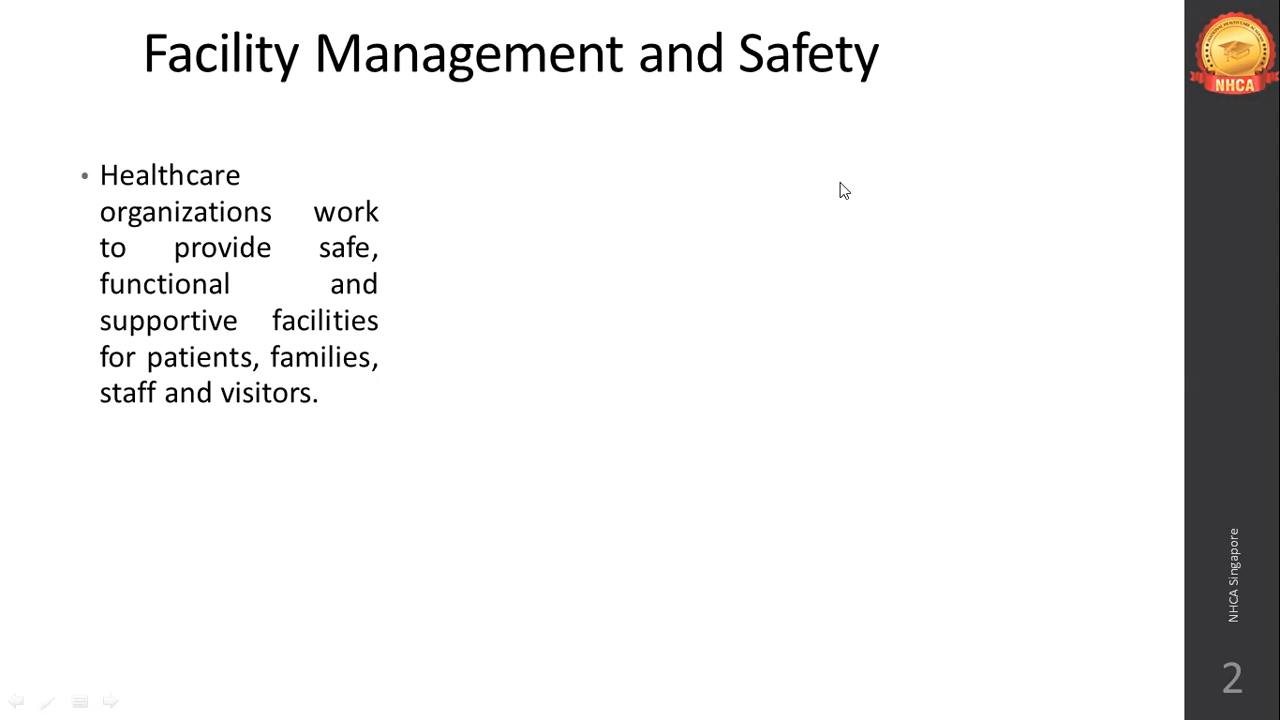 Facility Management and Safety
• Healthcare
organizations work
to provide safe,
functional and
supportive facilities
for patients, families,
staff and visitors.
NHCA
NHCA Singapore
2